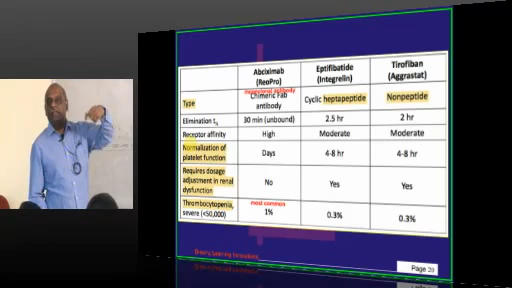 Abciximab (ReoPro) Eptifibatide (Integrelin) Tirofiban (Aggrastat)
monoclonal antibody
Type Chimeric Fab antibody Cyclic heptapeptide Nonpeptide
Elimination t½ 30 min (unbound) 2.5 hr 2 hr
Receptor affinity High Moderate Moderate
Normalization of platelet function Days 4-8 hr 4-8 hr
Requires dosage adjustment in renal dysfunction No Yes Yes
most common
Thrombocytopenia, severe (<50,000) 1% 0.3% 0.3%
Page 20